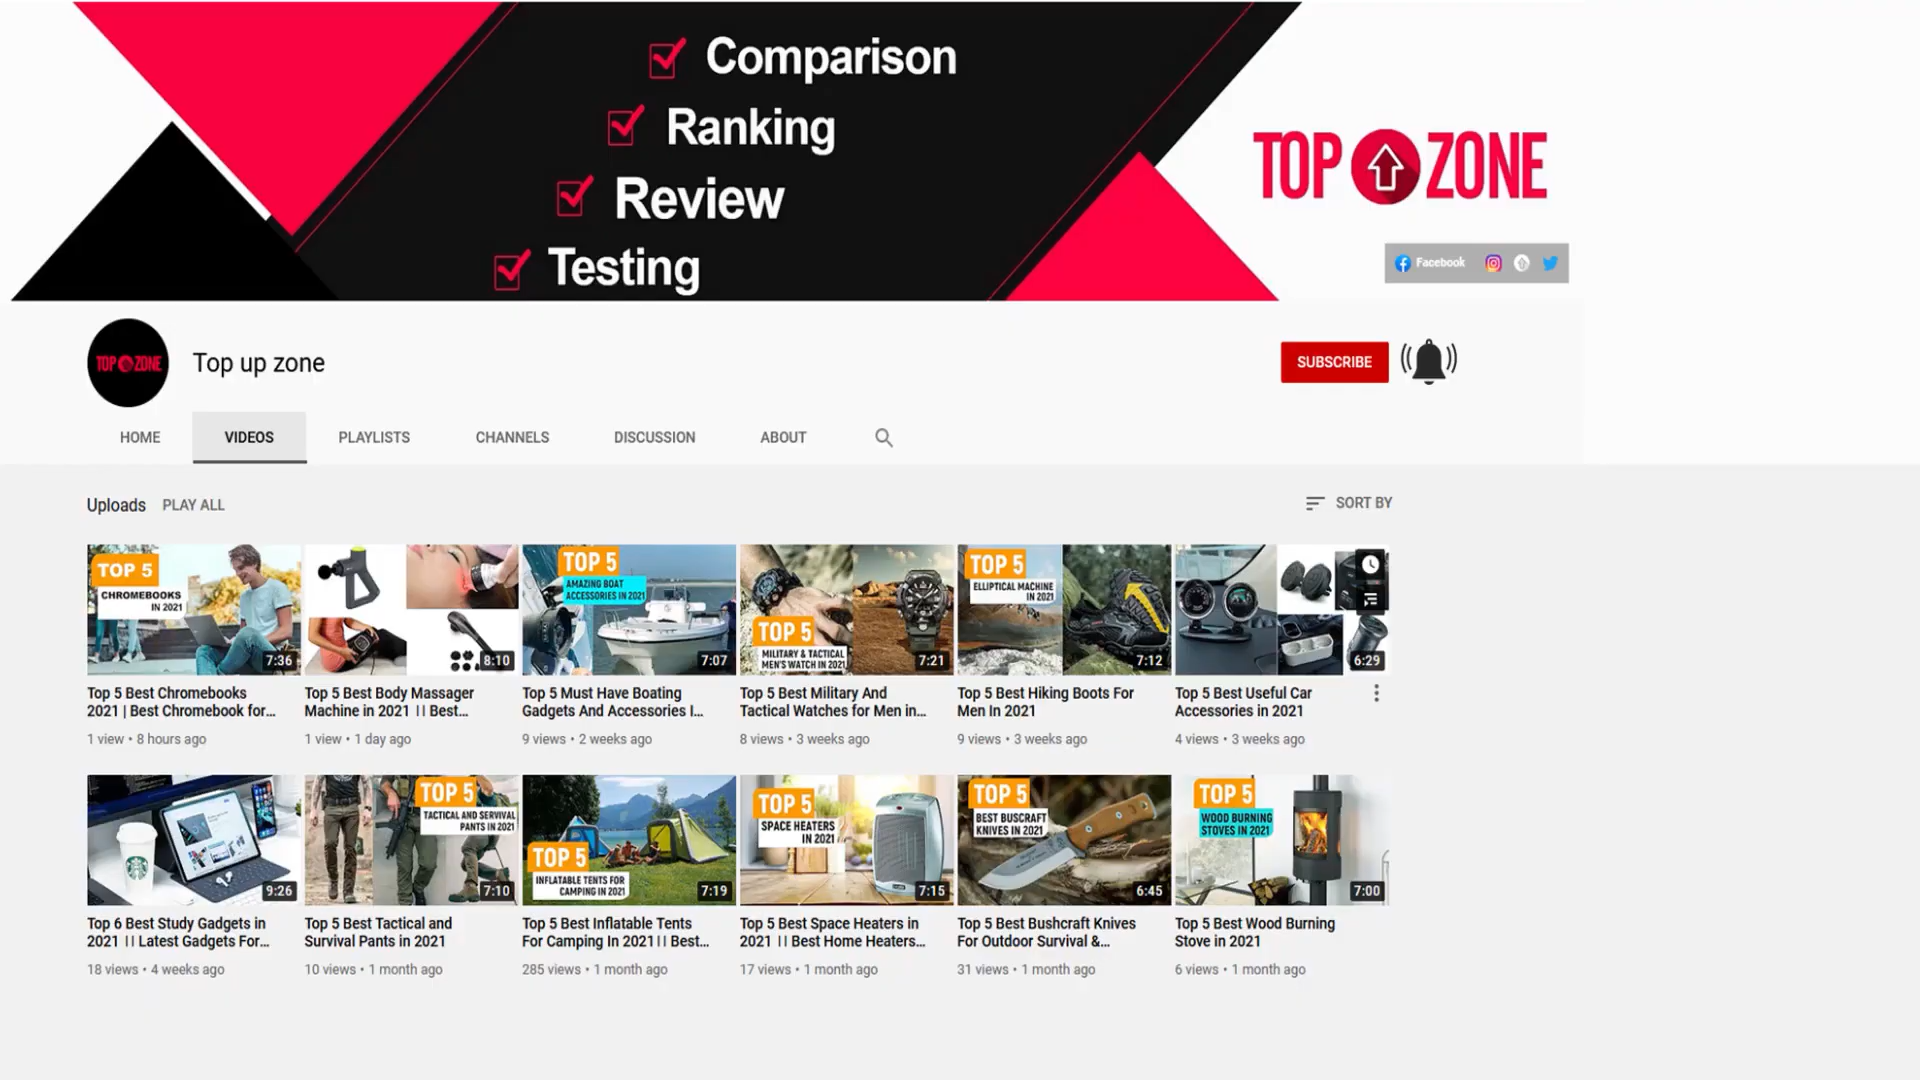 Comparison
Ranking
Review
Testing
TOP ZONE
Facebook
TOP ZONE
Top up zone
SUBSCRIBE
HOME
VIDEOS
PLAYLISTS
CHANNELS
DISCUSSION
ABOUT
Uploads
PLAY ALL
SORT BY
TOP 5
CHROMEBOOKS
IN 2021
7:36
8:10
TOP 5
AMAZING BOAT
ACCESSORIES IN 2021
7:07
TOP 5
MILITARY & TACTICAL
MEN'S WATCH IN 2021
7:21
TOP 5
ELLIPTICAL MACHINE
IN 2021
7:12
6:29
Top 5 Best Chromebooks
2021 | Best Chromebook for...
1 view • 8 hours ago
Top 5 Best Body Massager
Machine in 2021 || Best...
1 view • 1 day ago
Top 5 Must Have Boating
Gadgets And Accessories I...
9 views • 2 weeks ago
Top 5 Best Military And
Tactical Watches for Men in...
8 views • 3 weeks ago
Top 5 Best Hiking Boots For
Men In 2021
9 views • 3 weeks ago
Top 5 Best Useful Car
Accessories in 2021
4 views • 3 weeks ago
9:26
TOP 5
TACTICAL AND SERVIVAL
PANTS IN 2021
7:10
TOP 5
INFLATABLE TENTS FOR
CAMPING IN 2021
7:19
TOP 5
SPACE HEATERS
IN 2021
7:15
TOP 5
BEST BUSCRAFT
KNIVES IN 2021
6:45
TOP 5
WOOD BURNING
STOVES IN 2021
7:00
Top 6 Best Study Gadgets in
2021 || Latest Gadgets For...
18 views • 4 weeks ago
Top 5 Best Tactical and
Survival Pants in 2021
10 views • 1 month ago
Top 5 Best Inflatable Tents
For Camping In 2021|| Best...
285 views • 1 month ago
Top 5 Best Space Heaters in
2021 || Best Home Heaters...
17 views • 1 month ago
Top 5 Best Bushcraft Knives
For Outdoor Survival &...
31 views • 1 month ago
Top 5 Best Wood Burning
Stove in 2021
6 views • 1 month ago